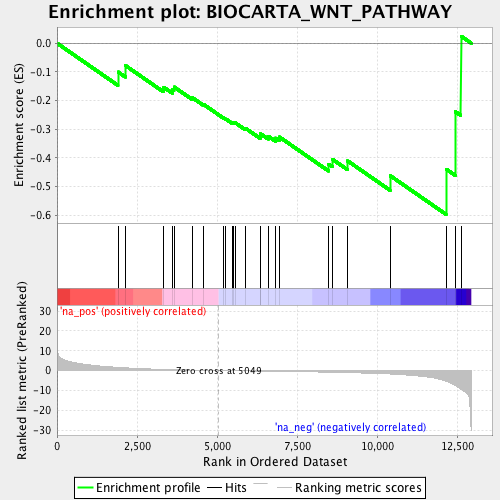 Enrichment plot: BIOCARTA_WNT_PATHWAY
Enrichment score (ES)
0.0
-0.1
-0.2
-0.3
-0.4
-0.5
-0.6
'na_pos' (positively correlated)
Ranked list metric (PreRanked)
30
20
10
0
-10
-20
-30
Zero cross at 5049
'na_neg' (negatively correlated)
0
2,500
5,000
7,500
10,000
12,500
Rank in Ordered Dataset
Enrichment profile
Hits
Ranking metric scores